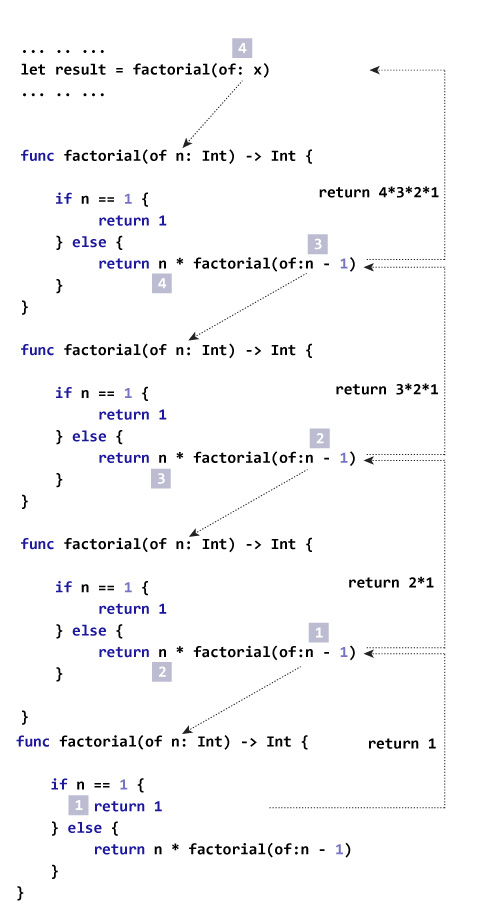 ... .. ...
4
let result = factorial(of: x)
... .. ...
func factorial(of n: Int) -> Int {
return 4*3*2*1
if n == 1 {
return 1
} else {
3
return n * factorial(of:n - 1)
4
}
}
func factorial(of n: Int) -> Int {
return 3*2*1
if n == 1 {
return 1
} else {
2
return n * factorial(of:n - 1)
3
}
}
func factorial(of n: Int) -> Int {
return 2*1
if n == 1 {
return 1
} else {
1
return n * factorial(of:n - 1)
2
}
}
func factorial(of n: Int) -> Int {
return 1
if n == 1 {
1 return 1
} else {
return n * factorial(of:n - 1)
}
}